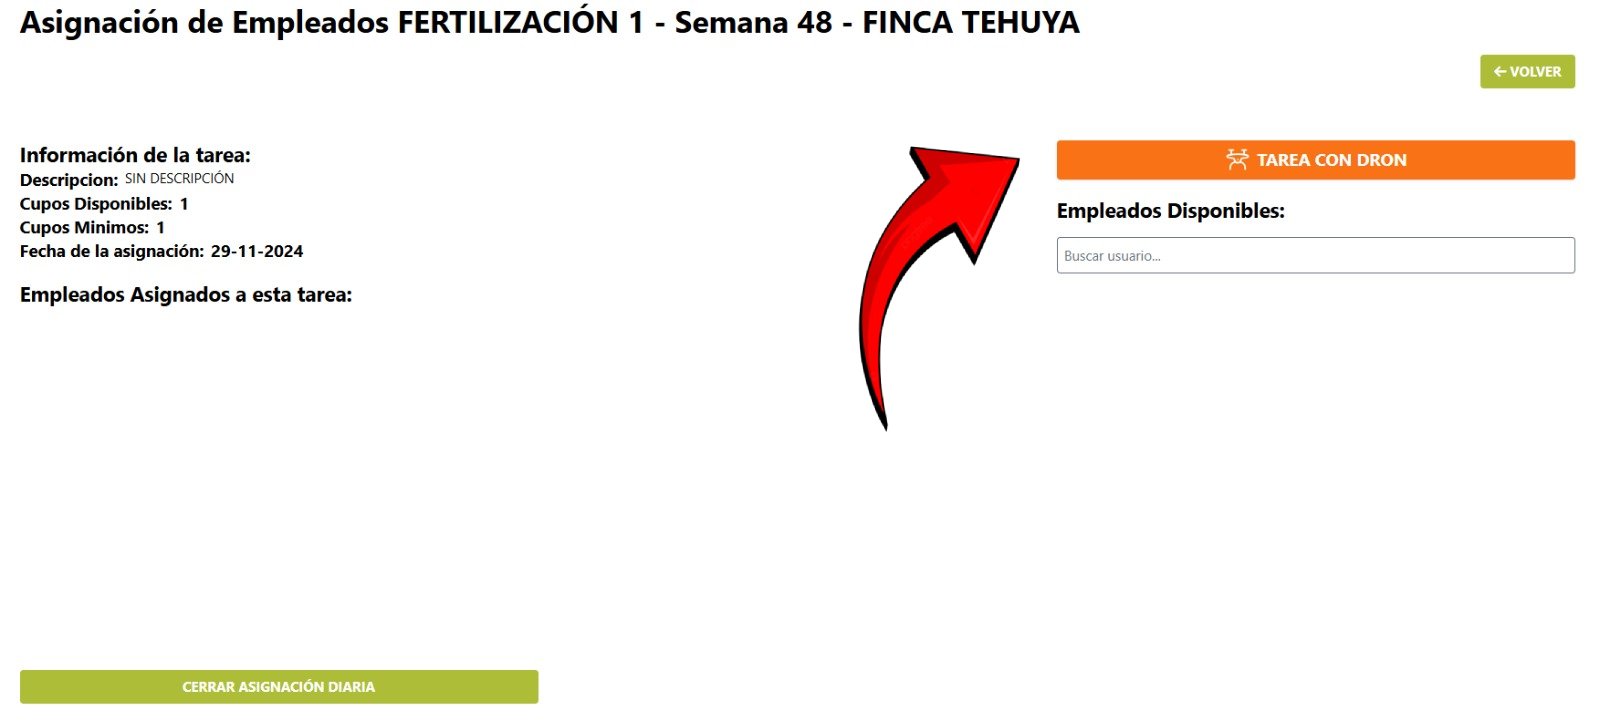 Asignación de Empleados FERTILIZACIÓN 1 - Semana 48 - FINCA TEHUYA
← VOLVER
Información de la tarea:
Descripcion: SIN DESCRIPCIÓN
Cupos Disponibles: 1
Cupos Minimos: 1
Fecha de la asignación: 29-11-2024
Empleados Asignados a esta tarea:
TAREA CON DRON
Empleados Disponibles:
Buscar usuario...
CERRAR ASIGNACIÓN DIARIA